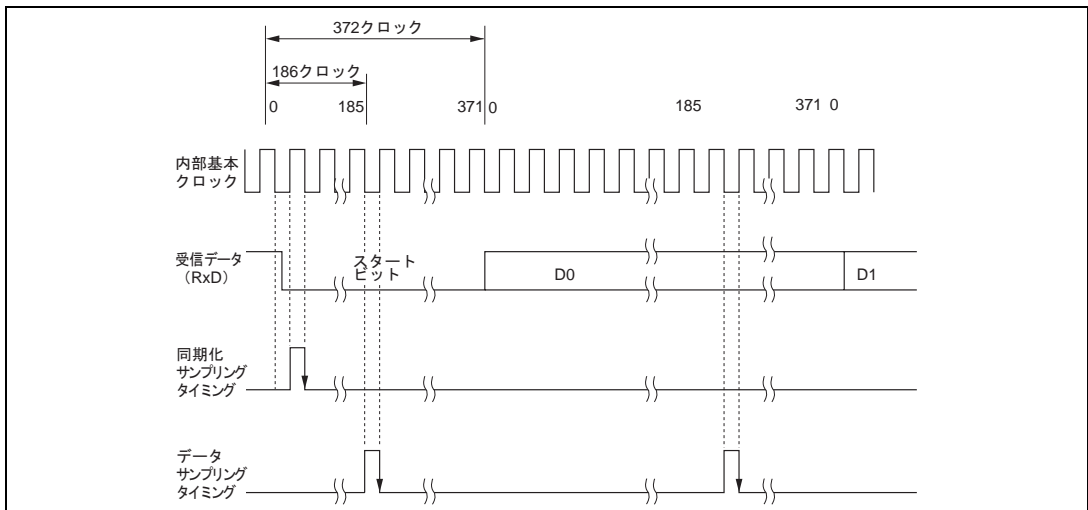 372クロック
186クロック
0 185 371 0 185 371 0
内部基本
クロック
受信データ
（RxD）
スタート
ビット
D0
D1
同期化
サンプリング
タイミング
データ
サンプリング
タイミング